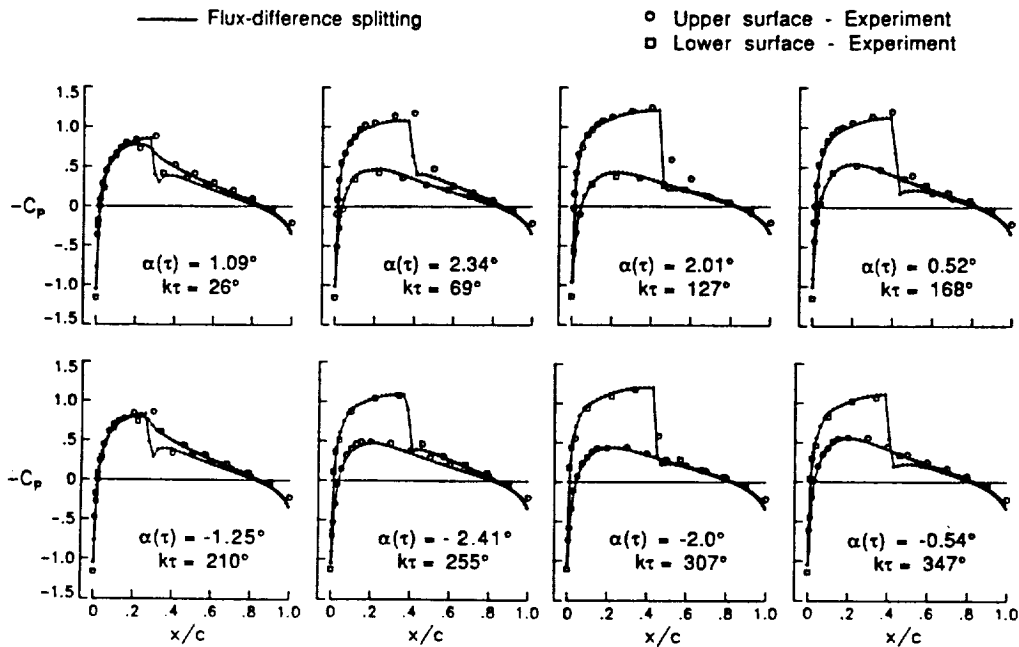 Flux-difference splitting
Upper surface - Experiment
Lower surface - Experiment
1.5
1.0
.5
0
-.5
-1.0
-1.5
-Cp
α(τ) = 1.09°
kτ = 26°
α(τ) = 2.34°
kτ = 69°
α(τ) = 2.01°
kτ = 127°
α(τ) = 0.52°
kτ = 168°
1.5
1.0
.5
0
-.5
-1.0
-1.5
-Cp
α(τ) = -1.25°
kτ = 210°
α(τ) = - 2.41°
kτ = 255°
α(τ) = -2.0°
kτ = 307°
α(τ) = -0.54°
kτ = 347°
0 .2 .4 .6 .8 1.0
0 .2 .4 .6 .8 1.0
0 .2 .4 .6 .8 1.0
0 .2 .4 .6 .8 1.0
x/c
x/c
x/c
x/c